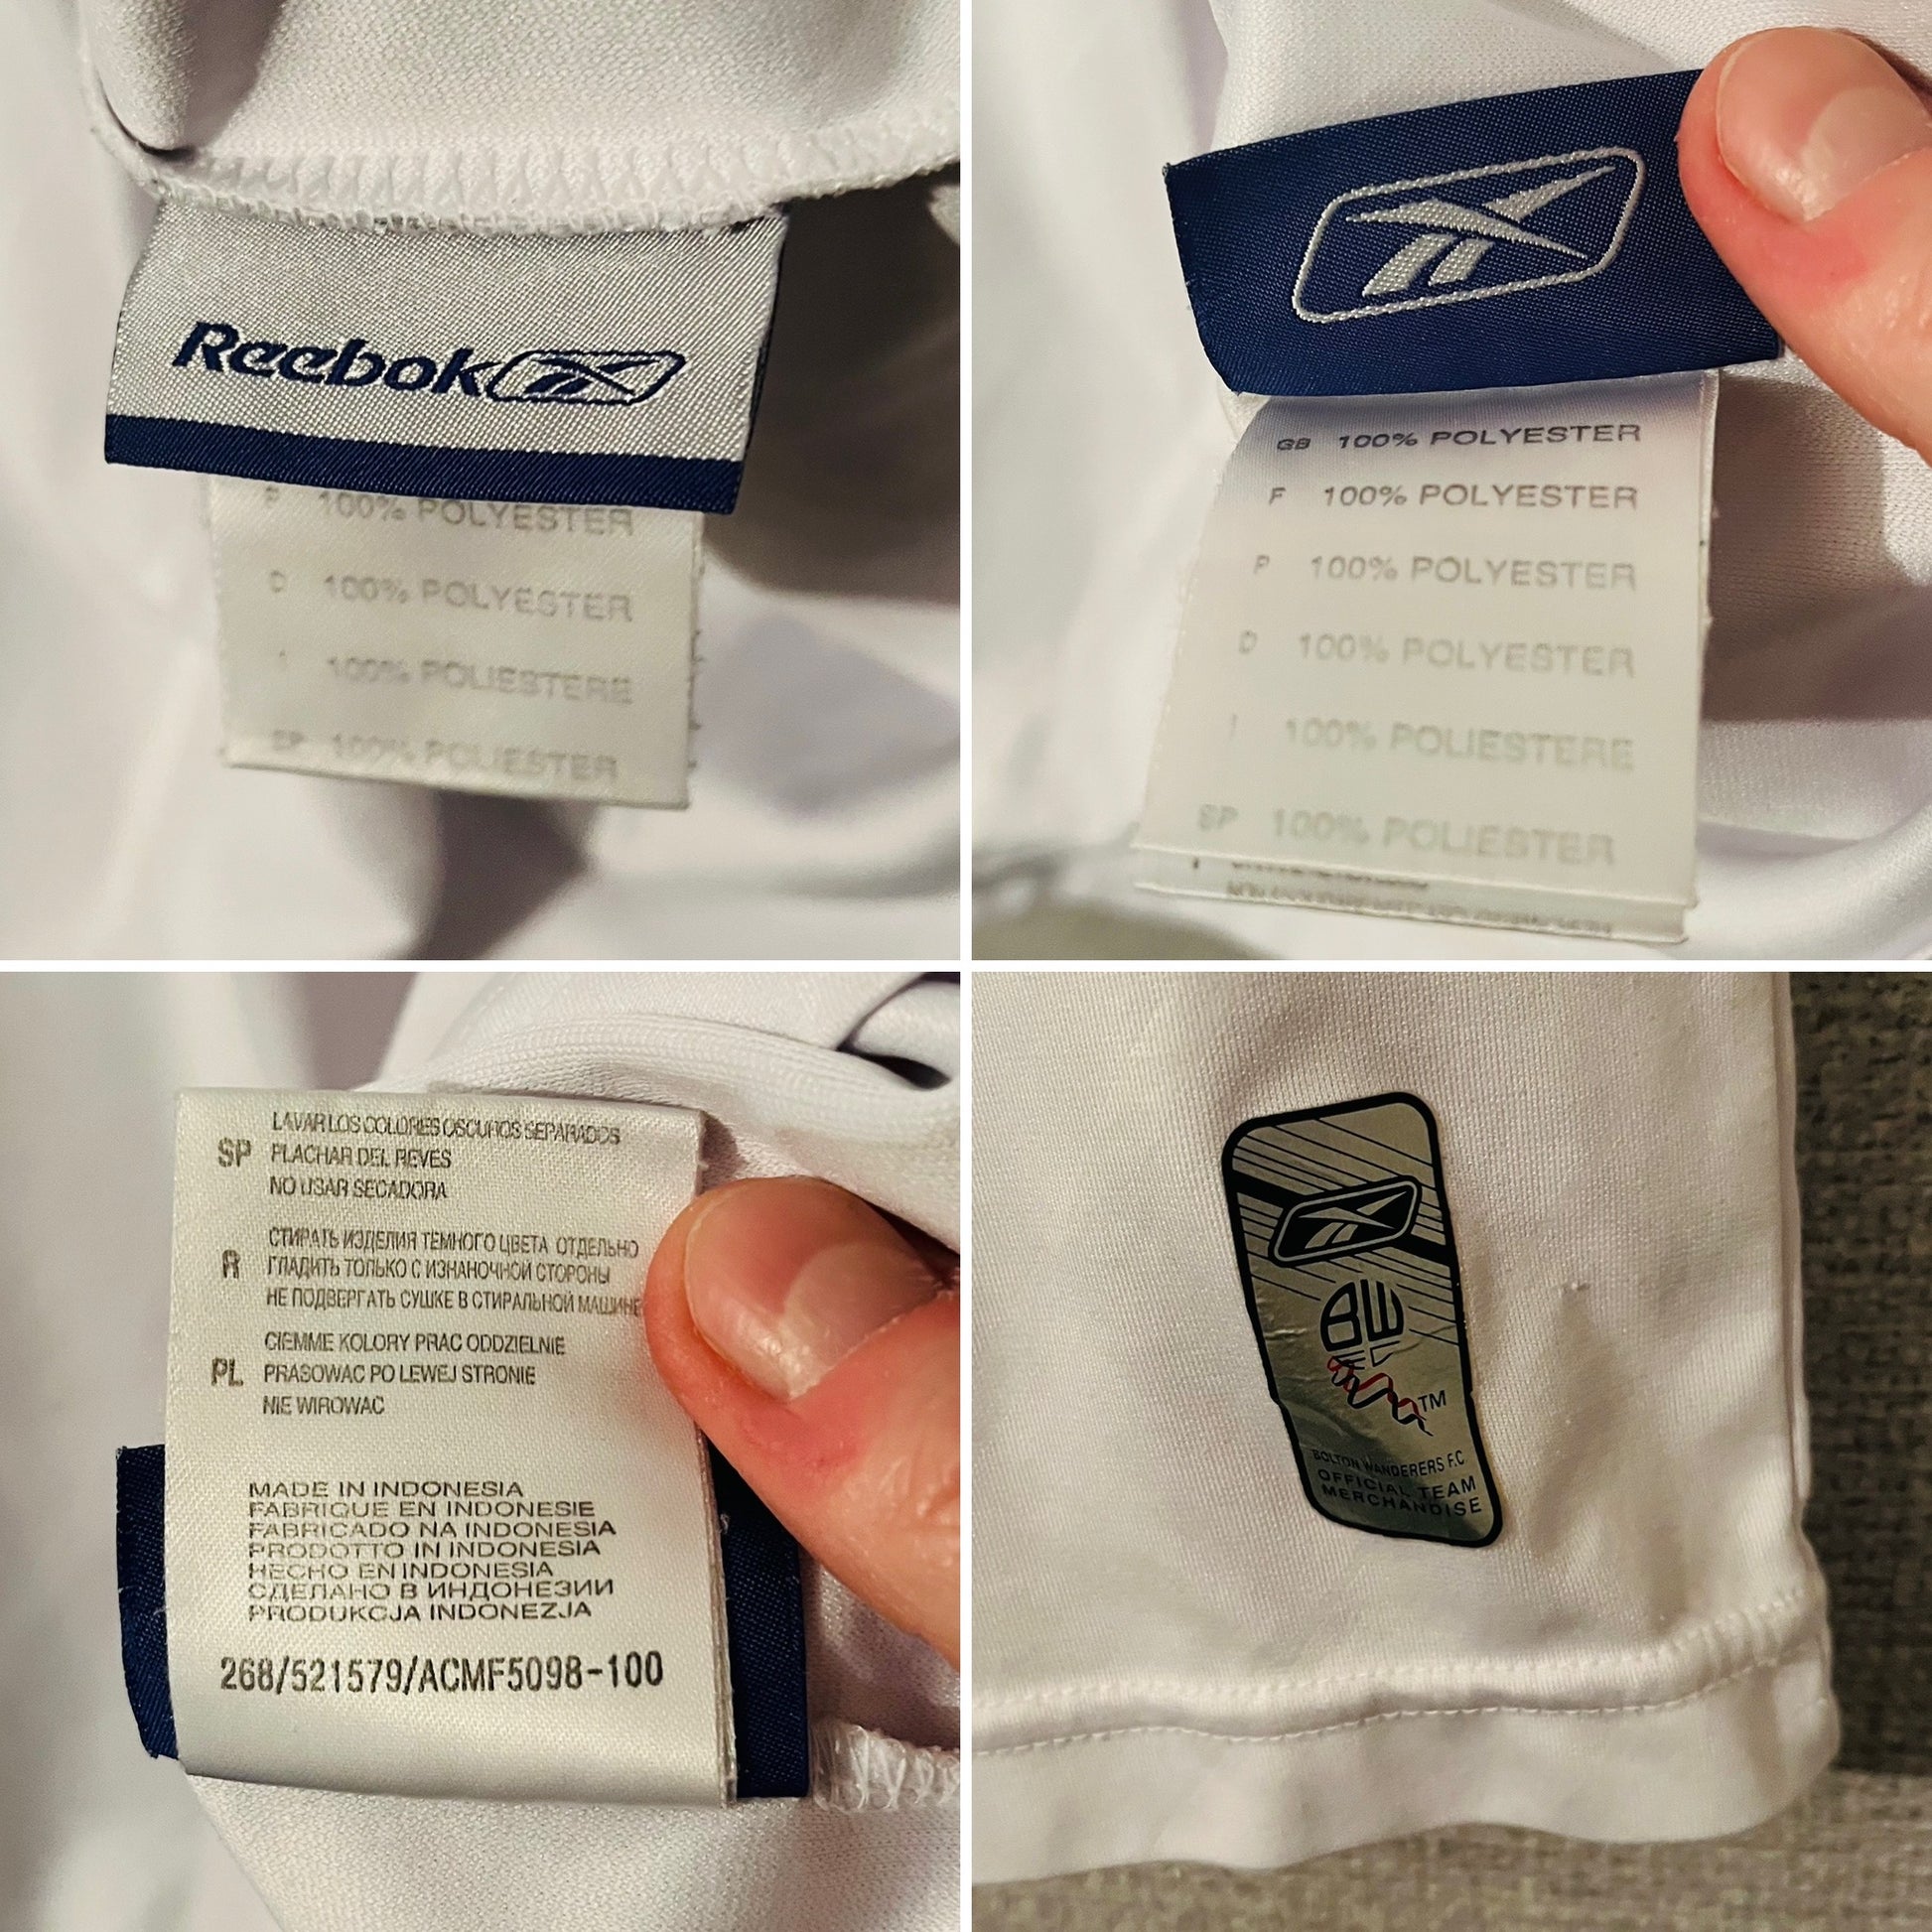 Reebok
P 100% POLYESTER
D 100% POLYESTER
I 100% POLIESTERE
SP 100% POLIESTER
GB 100% POLYESTER
F 100% POLYESTER
P 100% POLYESTER
D 100% POLYESTER
I 100% POLIESTERE
SP 100% POLIESTER
LAVAR LOS COLORES OSCUROS SEPARADOS
SP PLACHAR DEL REVES
NO USAR SECADORA
СТИРАТЬ ИЗДЕЛИЯ ТЕМНОГО ЦВЕТА ОТДЕЛЬНО
R ГЛАДИТЬ ТОЛЬКО С ИЗНАНОЧНОЙ СТОРОНЫ
НЕ ПОДВЕРГАТЬ СУШКЕ В СТИРАЛЬНОЙ МАШИНЕ
CIEMME KOLORY PRAC ODDZIELNIE
PL PRASOWAC PO LEWEJ STRONIE
NIE WIROWAC
MADE IN INDONESIA
FABRIQUE EN INDONESIE
FABRICADO NA INDONESIA
PRODOTTO IN INDONESIA
HECHO EN INDONESIA
СДЕЛАНО В ИНДОНЕЗИИ
PRODUKCJA INDONEZJA
268/521579/ACMF5098-100
BW
FC
TM
BOLTON WANDERERS F.C
OFFICIAL TEAM
MERCHANDISE